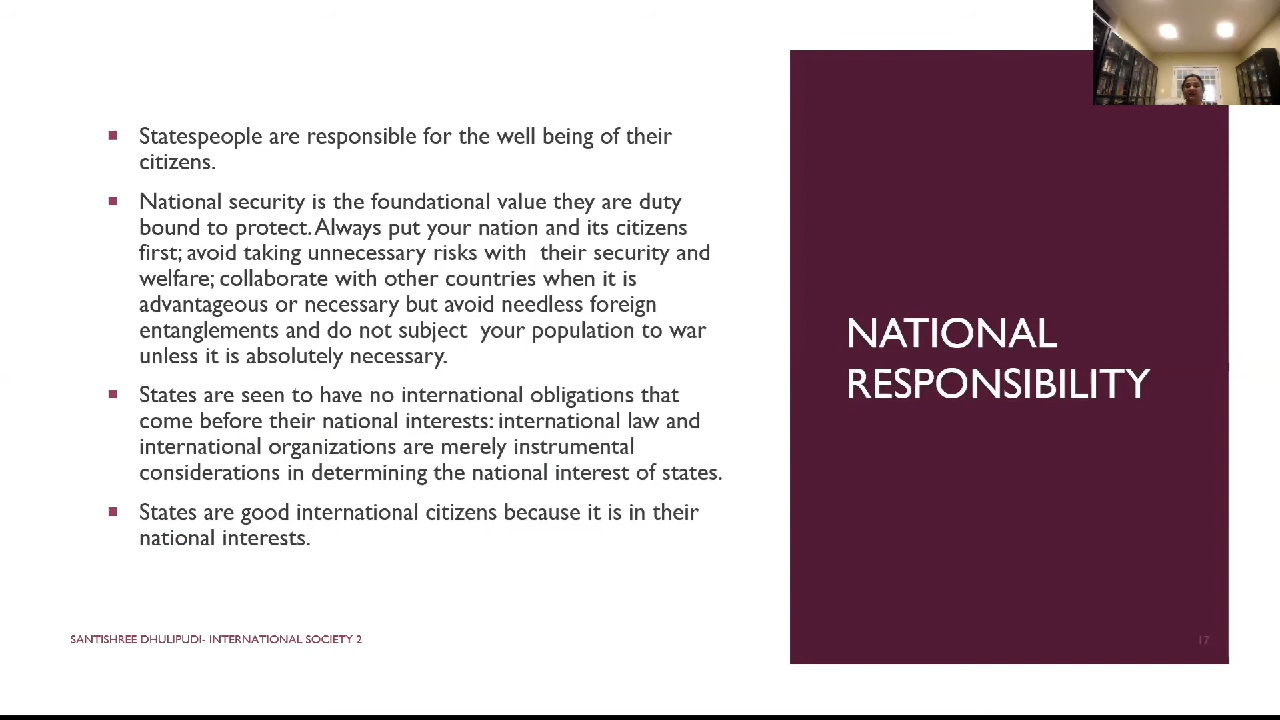 Statespeople are responsible for the well being of their
citizens.
National security is the foundational value they are duty
bound to protect. Always put your nation and its citizens
first; avoid taking unnecessary risks with their security and
welfare; collaborate with other countries when it is
advantageous or necessary but avoid needless foreign
entanglements and do not subject your population to war
unless it is absolutely necessary.
States are seen to have no international obligations that
come before their national interests: international law and
international organizations are merely instrumental
considerations in determining the national interest of states.
States are good international citizens because it is in their
national interests.
NATIONAL
RESPONSIBILITY
SANTISHREE DHULIPUDI- INTERNATIONAL SOCIETY 2
17